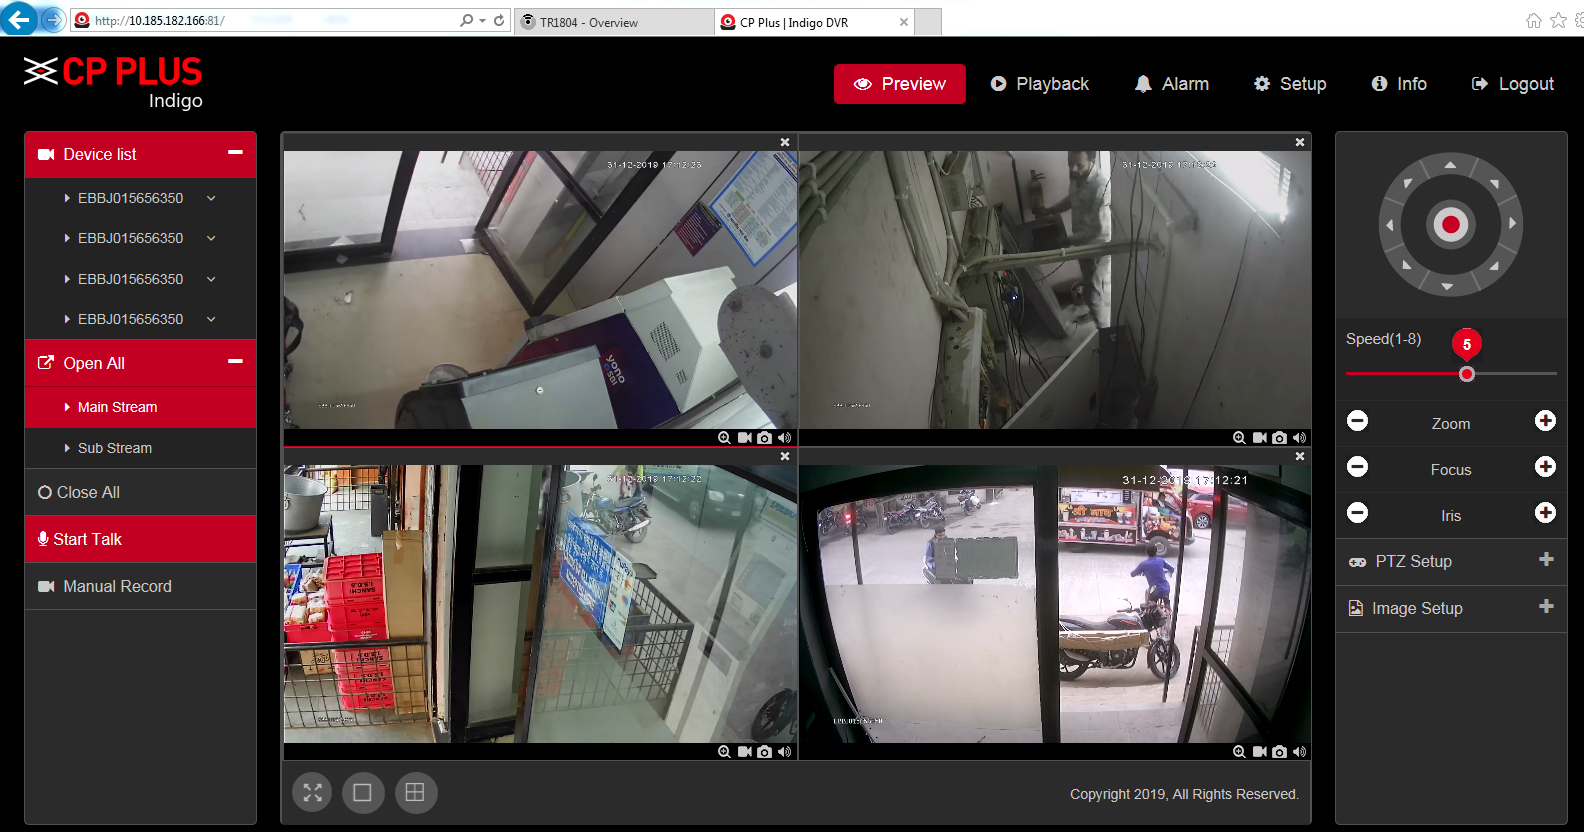 http://10.185.182.166:81/
TR1804 - Overview
CP Plus | Indigo DVR
CP PLUS
Indigo
Preview
Playback
Alarm
Setup
Info
Logout
Device list
EBBJ015656350
EBBJ015656350
EBBJ015656350
EBBJ015656350
Open All
Main Stream
Sub Stream
Close All
Start Talk
Manual Record
31-12-2019 17:12:23
yono
SBI
31-12-2019 17:12:22
31-12-2019 17:12:22
SANCHI
31-12-2019 17:12:21
Copyright 2019, All Rights Reserved.
Speed(1-8)
5
Zoom
Focus
Iris
PTZ Setup
Image Setup